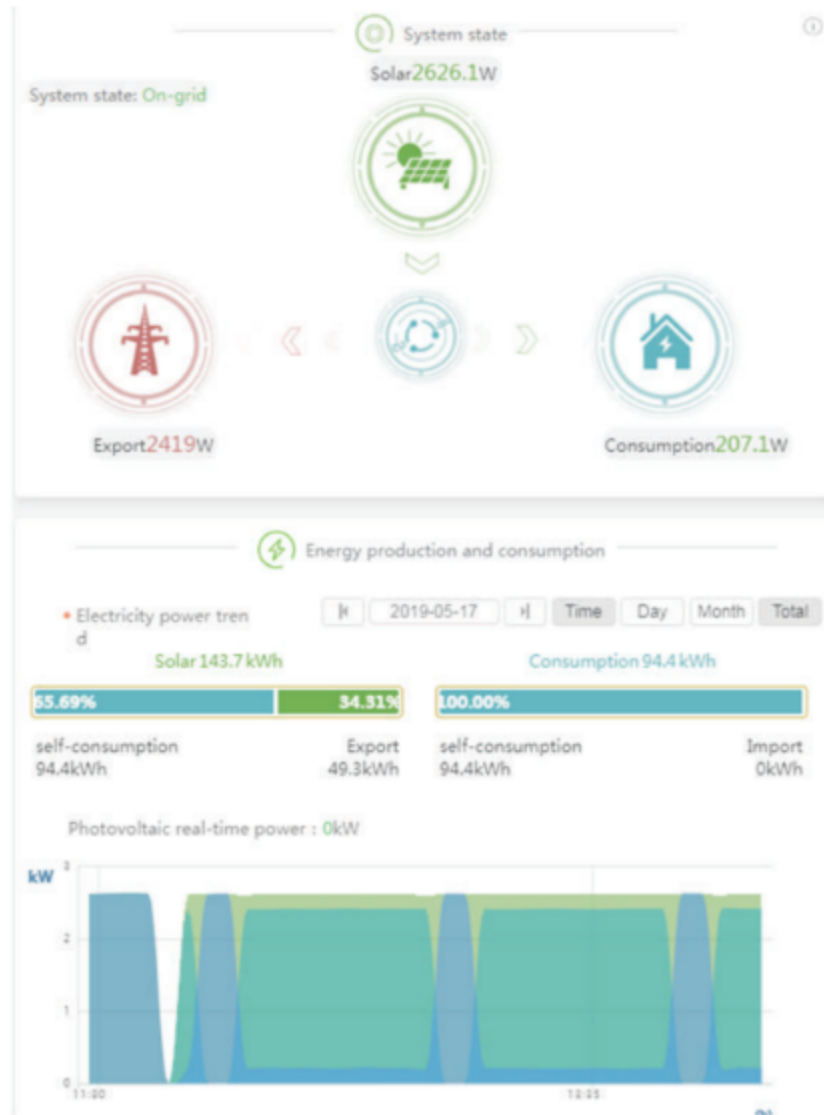 System state
Solar2626.1W
System state: On-grid
Export2419W
Consumption207.1W
Energy production and consumption
Electricity power tren
d
2019-05-17
Time
Day
Month
Total
Solar 143.7 kWh
Consumption 94.4 kWh
65.69%
34.31%
100.00%
self-consumption
Export
self-consumption
Import
94.4kWh
49.3kWh
94.4kWh
0kWh
Photovoltaic real-time power : 0kW
kW
3
2
1
0